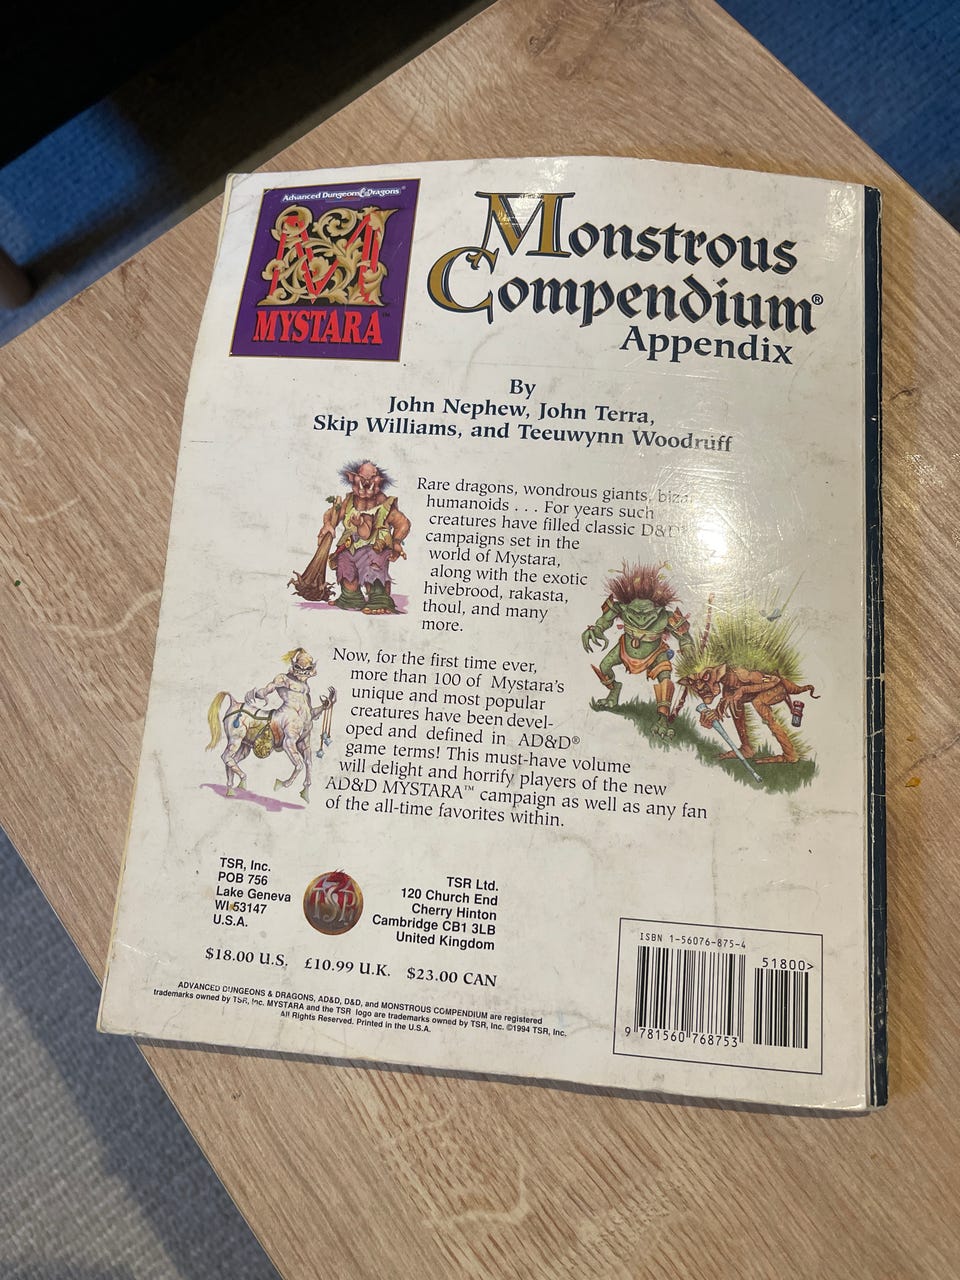 Advanced Dungeons & Dragons®
MYSTARA™
Monstrous
Compendium®
Appendix
By
John Nephew, John Terra,
Skip Williams, and Teeuwynn Woodruff
Rare dragons, wondrous giants,
humanoids . . . For years such
creatures have filled classic D&D
campaigns set in the
world of Mystara,
along with the exotic
hivebrood, rakasta,
thoul, and many
more.
Now, for the first time ever,
more than 100 of Mystara's
unique and most popular
creatures have been devel-
oped and defined in AD&D®
game terms! This must-have volume
will delight and horrify players of the new
AD&D MYSTARA™ campaign as well as any fan
of the all-time favorites within.
TSR, Inc.
POB 756
Lake Geneva
WI 53147
U.S.A.
TSR
TSR Ltd.
120 Church End
Cherry Hinton
Cambridge CB1 3LB
United Kingdom
$18.00 U.S. £10.99 U.K. $23.00 CAN
ADVANCED DUNGEONS & DRAGONS, AD&D, D&D, and MONSTROUS COMPENDIUM are registered
trademarks owned by TSR, Inc. MYSTARA and the TSR logo are trademarks owned by TSR, Inc. ©1994 TSR, Inc.
All Rights Reserved. Printed in the U.S.A.
ISBN 1-56076-875-4
51800>
9 781560 768753